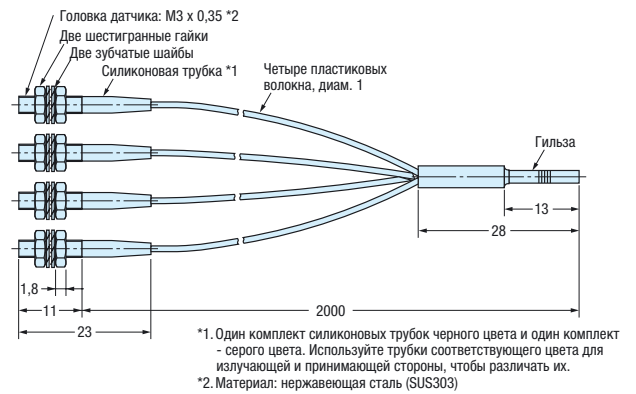 Головка датчика: М3 х 0,35 *2
Две шестигранные гайки
Две зубчатые шайбы
Силиконовая трубка *1
Четыре пластиковых
волокна, диам. 1
Гильза
13
28
1,8
11
2000
23
*1. Один комплект силиконовых трубок черного цвета и один комплект
- серого цвета. Используйте трубки соответствующего цвета для
излучающей и принимающей стороны, чтобы различать их.
*2. Материал: нержавеющая сталь (SUS303)